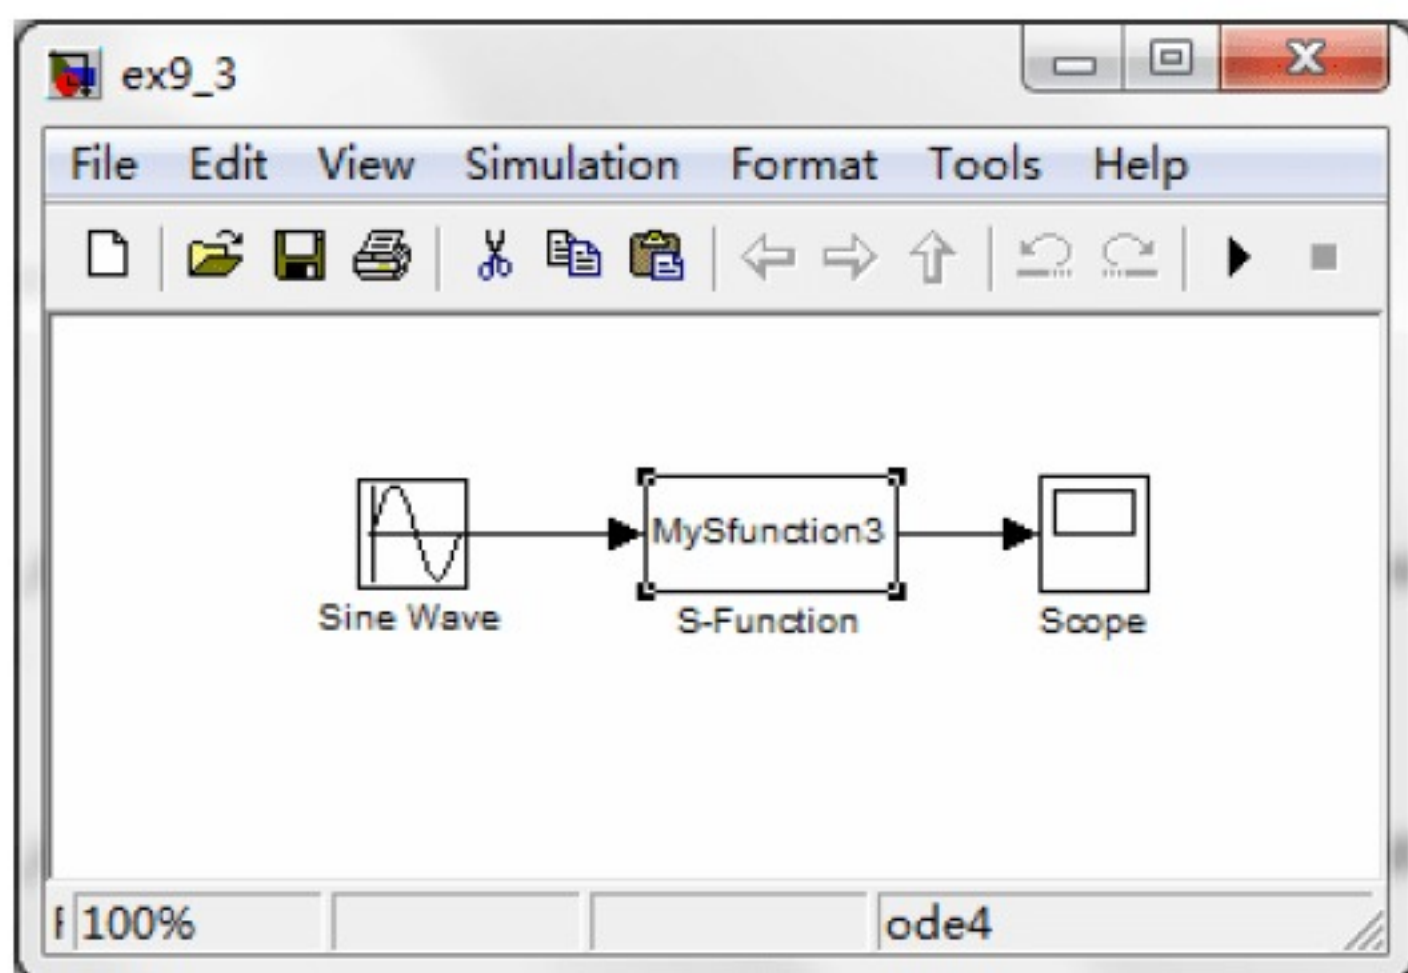 ex9_3
File Edit View Simulation Format Tools Help
MySfunction3
Sine Wave S-Function Scope
100% ode4